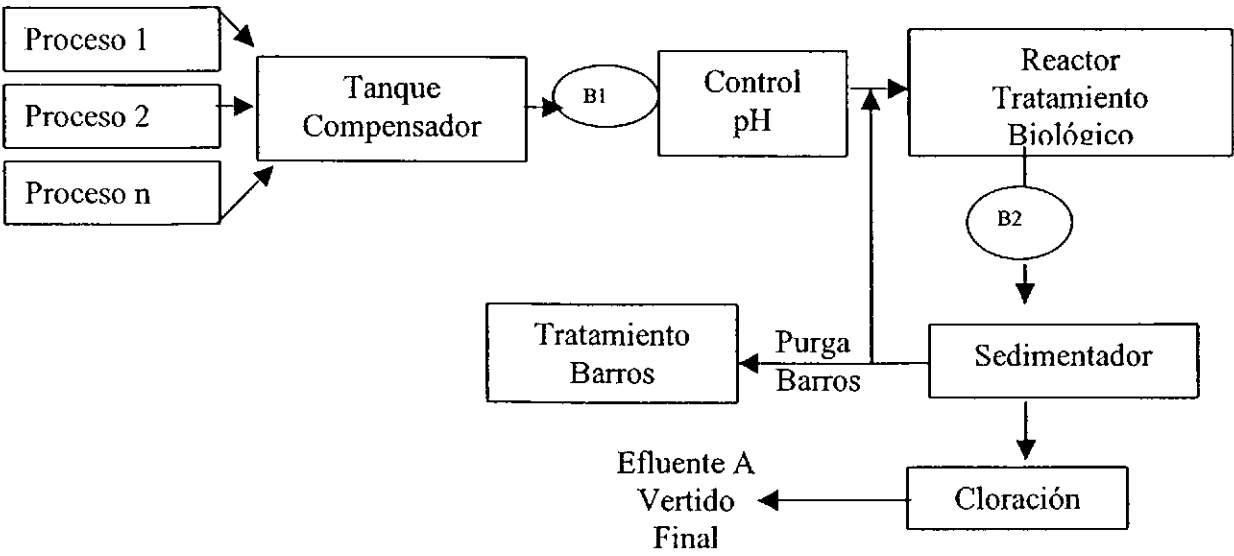 Proceso 1
Proceso 2
Proceso n
Tanque
Compensador
B1
Control
pH
Reactor
Tratamiento
Biológico
B2
Sedimentador
Purga
Barros
Tratamiento
Barros
Cloración
Efluente A
Vertido
Final